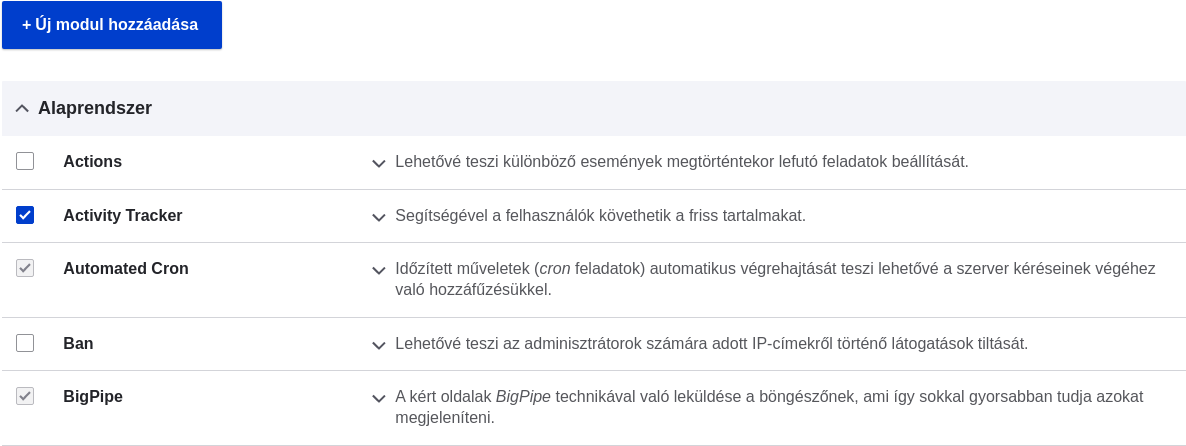 + Új modul hozzáadása
Alaprendszer
Actions Lehetővé teszi különböző események megtörténtekor lefutó feladatok beállítását.
Activity Tracker Segítségével a felhasználók követhetik a friss tartalmakat.
Automated Cron Időzített műveletek (cron feladatok) automatikus végrehajtását teszi lehetővé a szerver kéréseinek végéhez
való hozzáfűzésükkel.
Ban Lehetővé teszi az adminisztrátorok számára adott IP-címekről történő látogatások tiltását.
BigPipe A kért oldalak BigPipe technikával való leküldése a böngészőnek, ami így sokkal gyorsabban tudja azokat
megjeleníteni.